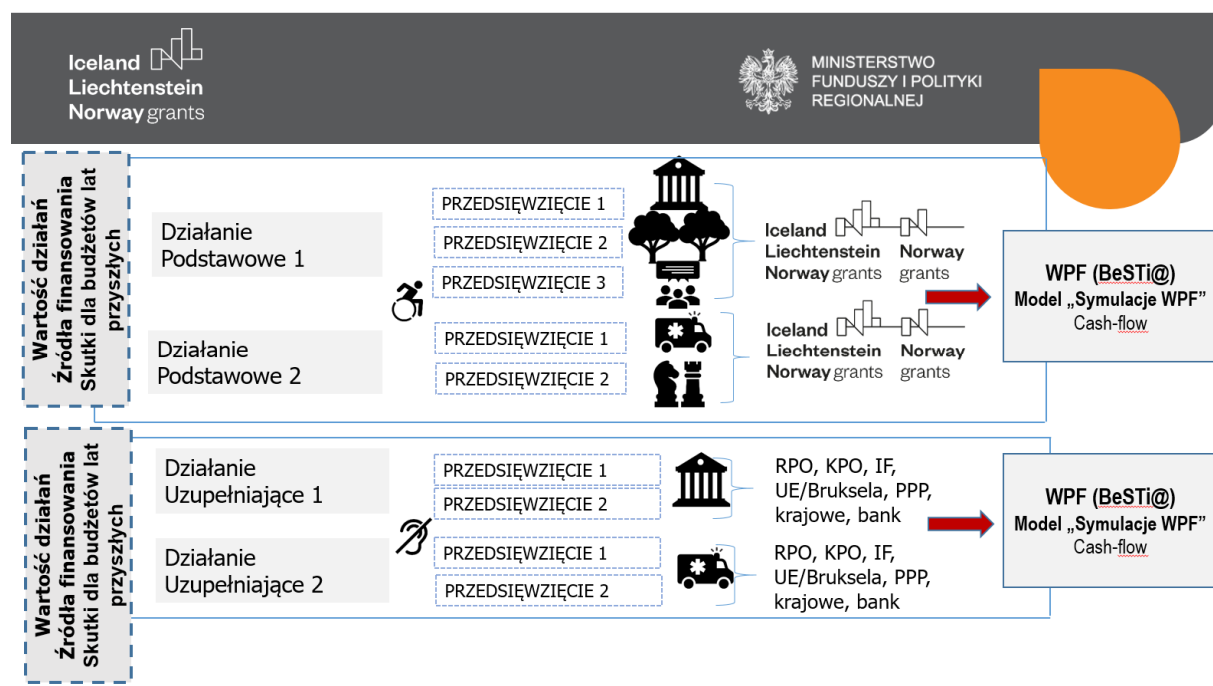 Iceland
Liechtenstein
Norway grants
MINISTERSTWO
FUNDUSZY I POLITYKI
REGIONALNEJ
Wartość działań
Źródła finansowania
Skutki dla budżetów lat
przyszłych
Działanie
Podstawowe 1
PRZEDSIĘWZIĘCIE 1
PRZEDSIĘWZIĘCIE 2
PRZEDSIĘWZIĘCIE 3
Iceland
Liechtenstein
Norway grants
Norway
grants
Działanie
Podstawowe 2
PRZEDSIĘWZIĘCIE 1
PRZEDSIĘWZIĘCIE 2
Iceland
Liechtenstein
Norway grants
Norway
grants
WPF (BeSTi@)
Model „Symulacje WPF”
Cash-flow
Wartość działań
Źródła finansowania
Skutki dla budżetów lat
przyszłych
Działanie
Uzupełniające 1
PRZEDSIĘWZIĘCIE 1
PRZEDSIĘWZIĘCIE 2
RPO, KPO, IF,
UE/Bruksela, PPP,
krajowe, bank
Działanie
Uzupełniające 2
PRZEDSIĘWZIĘCIE 1
PRZEDSIĘWZIĘCIE 2
RPO, KPO, IF,
UE/Bruksela, PPP,
krajowe, bank
WPF (BeSTi@)
Model „Symulacje WPF”
Cash-flow